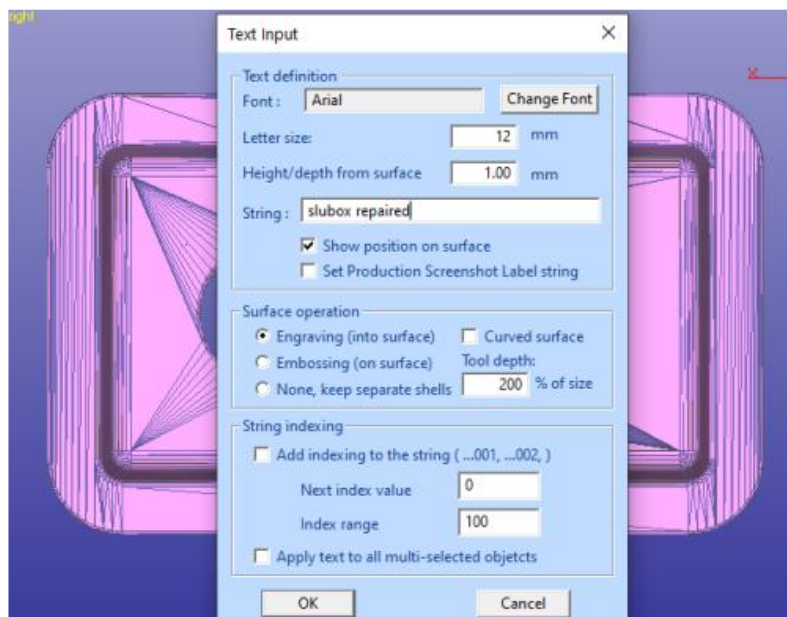 right
Text Input
X
Text definition
Font : Arial Change Font
Letter size: 12 mm
Height/depth from surface 1.00 mm
String : slubox repaired
Show position on surface
Set Production Screenshot Label string
Surface operation
Engraving (into surface) Curved surface
Embossing (on surface) Tool depth:
None, keep separate shells 200 % of size
String indexing
Add indexing to the string ( ...001, ...002, )
Next index value 0
Index range 100
Apply text to all multi-selected objetcts
OK Cancel